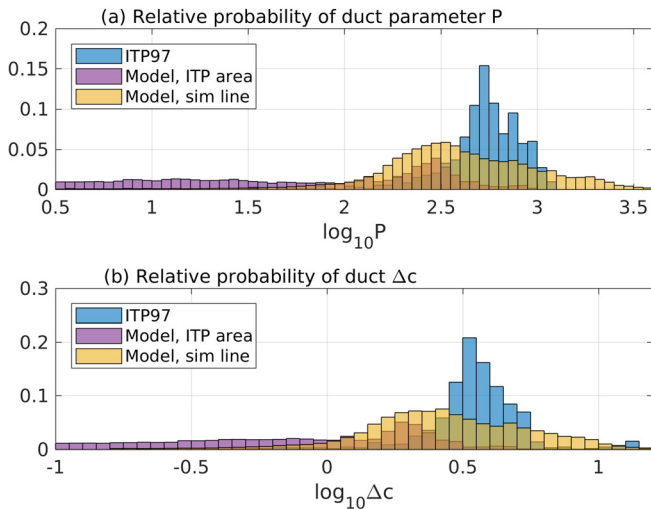 (a) Relative probability of duct parameter P
0.2
0.15
0.1
0.05
0
ITP97
Model, ITP area
Model, sim line
0.5 1 1.5 2 2.5 3 3.5
log10P
(b) Relative probability of duct Δc
0.3
0.2
0.1
0
ITP97
Model, ITP area
Model, sim line
-1 -0.5 0 0.5 1
log10Δc